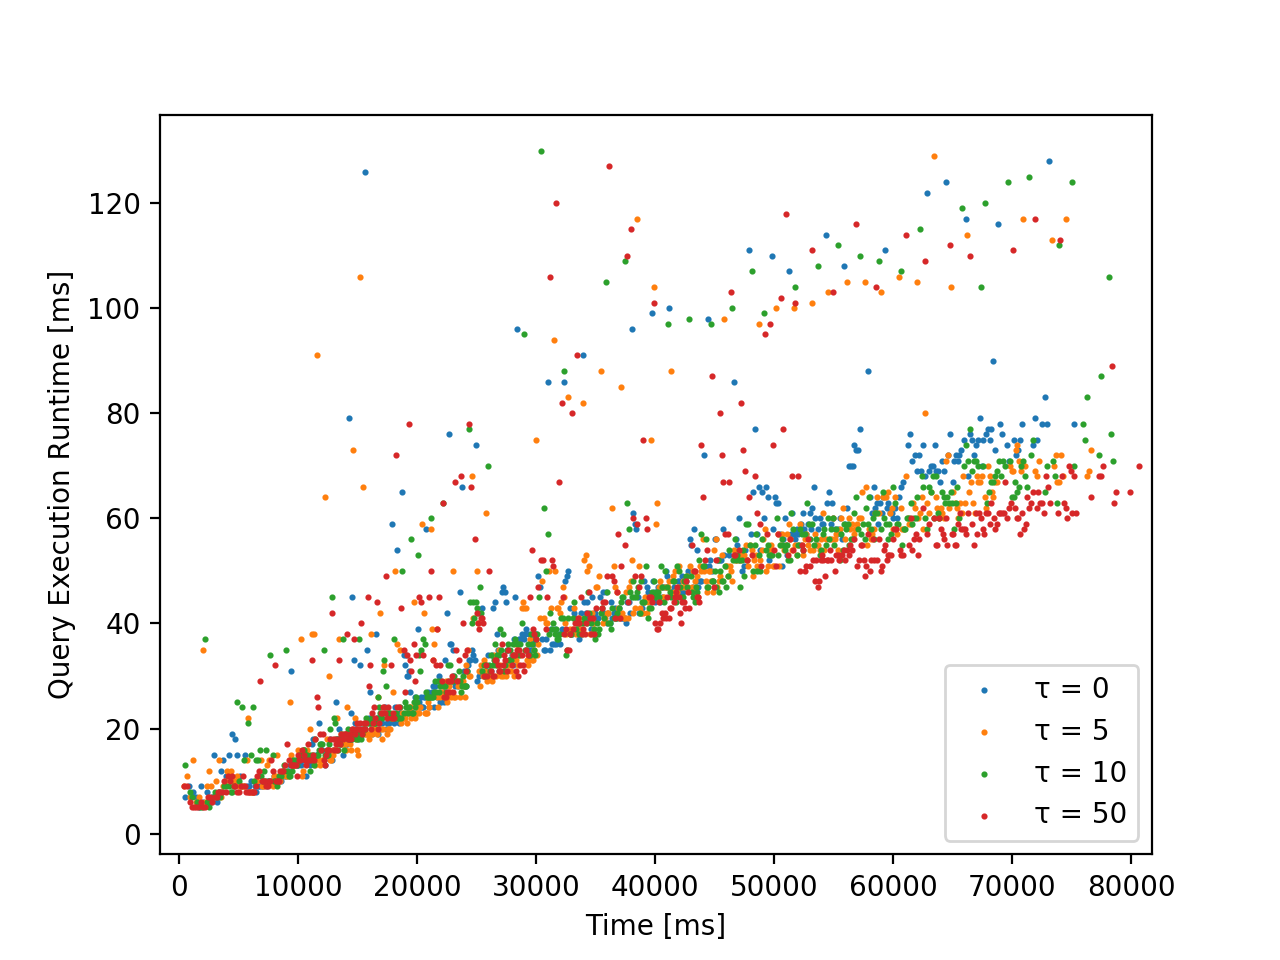 Query Execution Runtime [ms]
120
100
80
60
40
20
0
τ = 0
τ = 5
τ = 10
τ = 50
0 10000 20000 30000 40000 50000 60000 70000 80000
Time [ms]